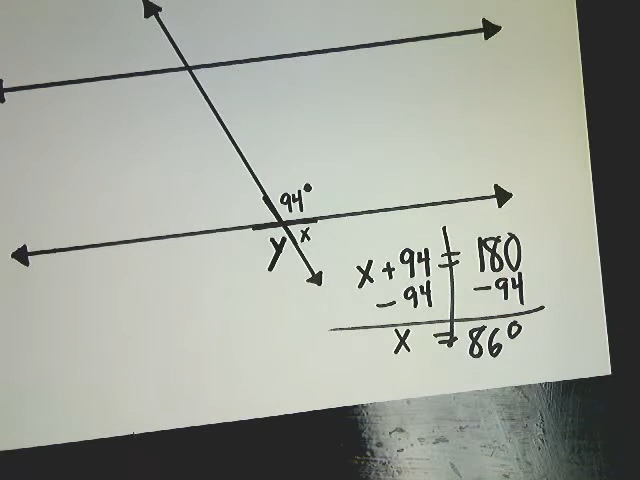 94°
y x
x + 94 = 180
- 94 - 94
x = 86°